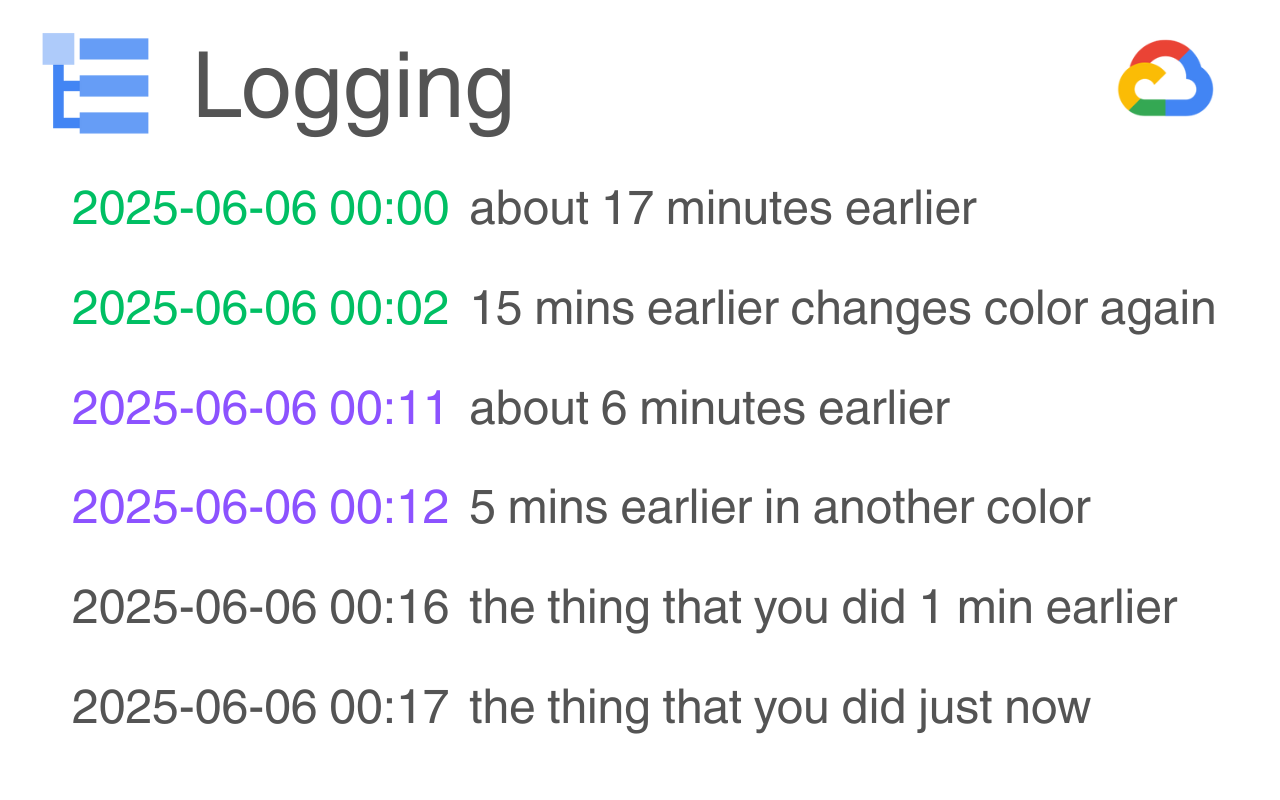 Logging
2025-06-06 00:00 about 17 minutes earlier
2025-06-06 00:02 15 mins earlier changes color again
2025-06-06 00:11 about 6 minutes earlier
2025-06-06 00:12 5 mins earlier in another color
2025-06-06 00:16 the thing that you did 1 min earlier
2025-06-06 00:17 the thing that you did just now